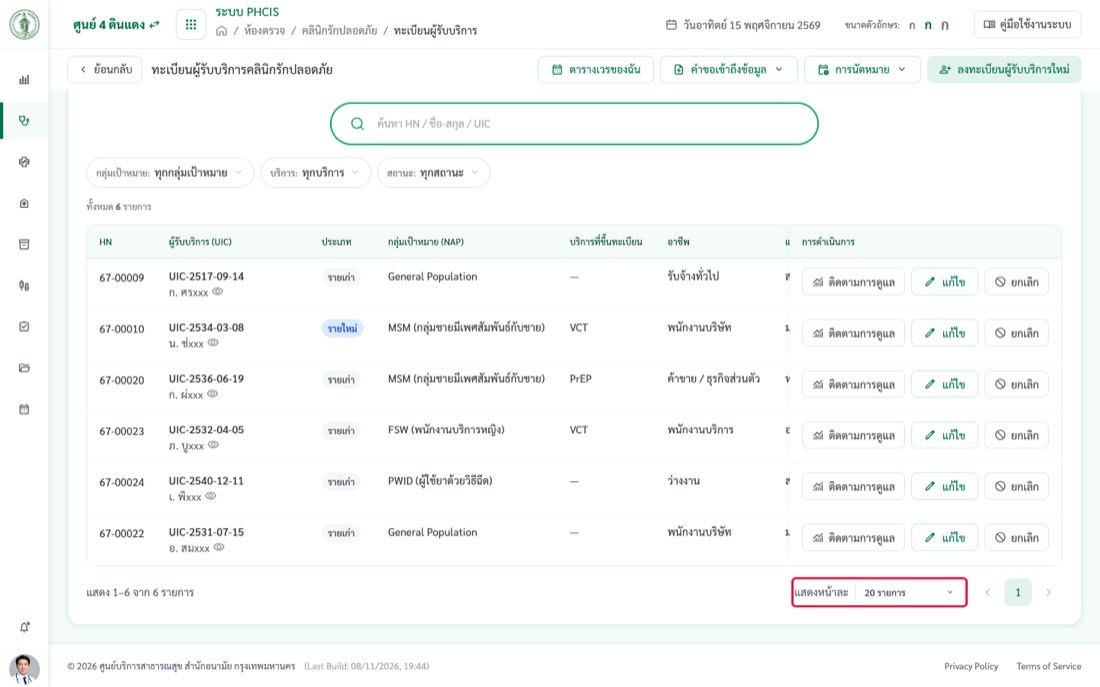 ศูนย์ 4 ดินแดง
ระบบ PHCIS
/ ห้องตรวจ / คลินิกรักปลอดภัย / ทะเบียนผู้รับบริการ
วันอาทิตย์ 15 พฤศจิกายน 2569
ขนาดตัวอักษร: ก ก ก
คู่มือใช้งานระบบ
ย้อนกลับ
ทะเบียนผู้รับบริการคลินิกรักปลอดภัย
ตารางเวรของฉัน
คำขอเข้าถึงข้อมูล
การนัดหมาย
ลงทะเบียนผู้รับบริการใหม่
ค้นหา HN / ชื่อ-สกุล / UIC
กลุ่มเป้าหมาย: ทุกกลุ่มเป้าหมาย
บริการ: ทุกบริการ
สถานะ: ทุกสถานะ
ทั้งหมด 6 รายการ
HN ผู้รับบริการ (UIC) ประเภท กลุ่มเป้าหมาย (NAP) บริการที่ขึ้นทะเบียน อาชีพ การดำเนินการ
67-00009 UIC-2517-09-14 รายเก่า General Population — รับจ้างทั่วไป ติดตามการดูแล แก้ไข ยกเลิก
ก. ศรxxx
67-00010 UIC-2534-03-08 รายใหม่ MSM (กลุ่มชายมีเพศสัมพันธ์กับชาย) VCT พนักงานบริษัท ติดตามการดูแล แก้ไข ยกเลิก
น. ช่xxx
67-00020 UIC-2536-06-19 รายเก่า MSM (กลุ่มชายมีเพศสัมพันธ์กับชาย) PrEP ค้าขาย / ธุรกิจส่วนตัว ติดตามการดูแล แก้ไข ยกเลิก
ก. ผ่xxx
67-00023 UIC-2532-04-05 รายเก่า FSW (พนักงานบริการหญิง) VCT พนักงานบริการ ติดตามการดูแล แก้ไข ยกเลิก
ภ. บูxxx
67-00024 UIC-2540-12-11 รายเก่า PWID (ผู้ใช้ยาด้วยวิธีฉีด) — ว่างงาน ติดตามการดูแล แก้ไข ยกเลิก
เ. พิxxx
67-00022 UIC-2531-07-15 รายเก่า General Population — พนักงานบริษัท ติดตามการดูแล แก้ไข ยกเลิก
อ. สมxxx
แสดง 1–6 จาก 6 รายการ
แสดงหน้าละ 20 รายการ
1
© 2026 ศูนย์บริการสาธารณสุข สำนักอนามัย กรุงเทพมหานคร (Last Build: 08/11/2026, 19:44)
Privacy Policy
Terms of Service